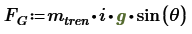 F_G := m_tren · i · g · sin(θ)